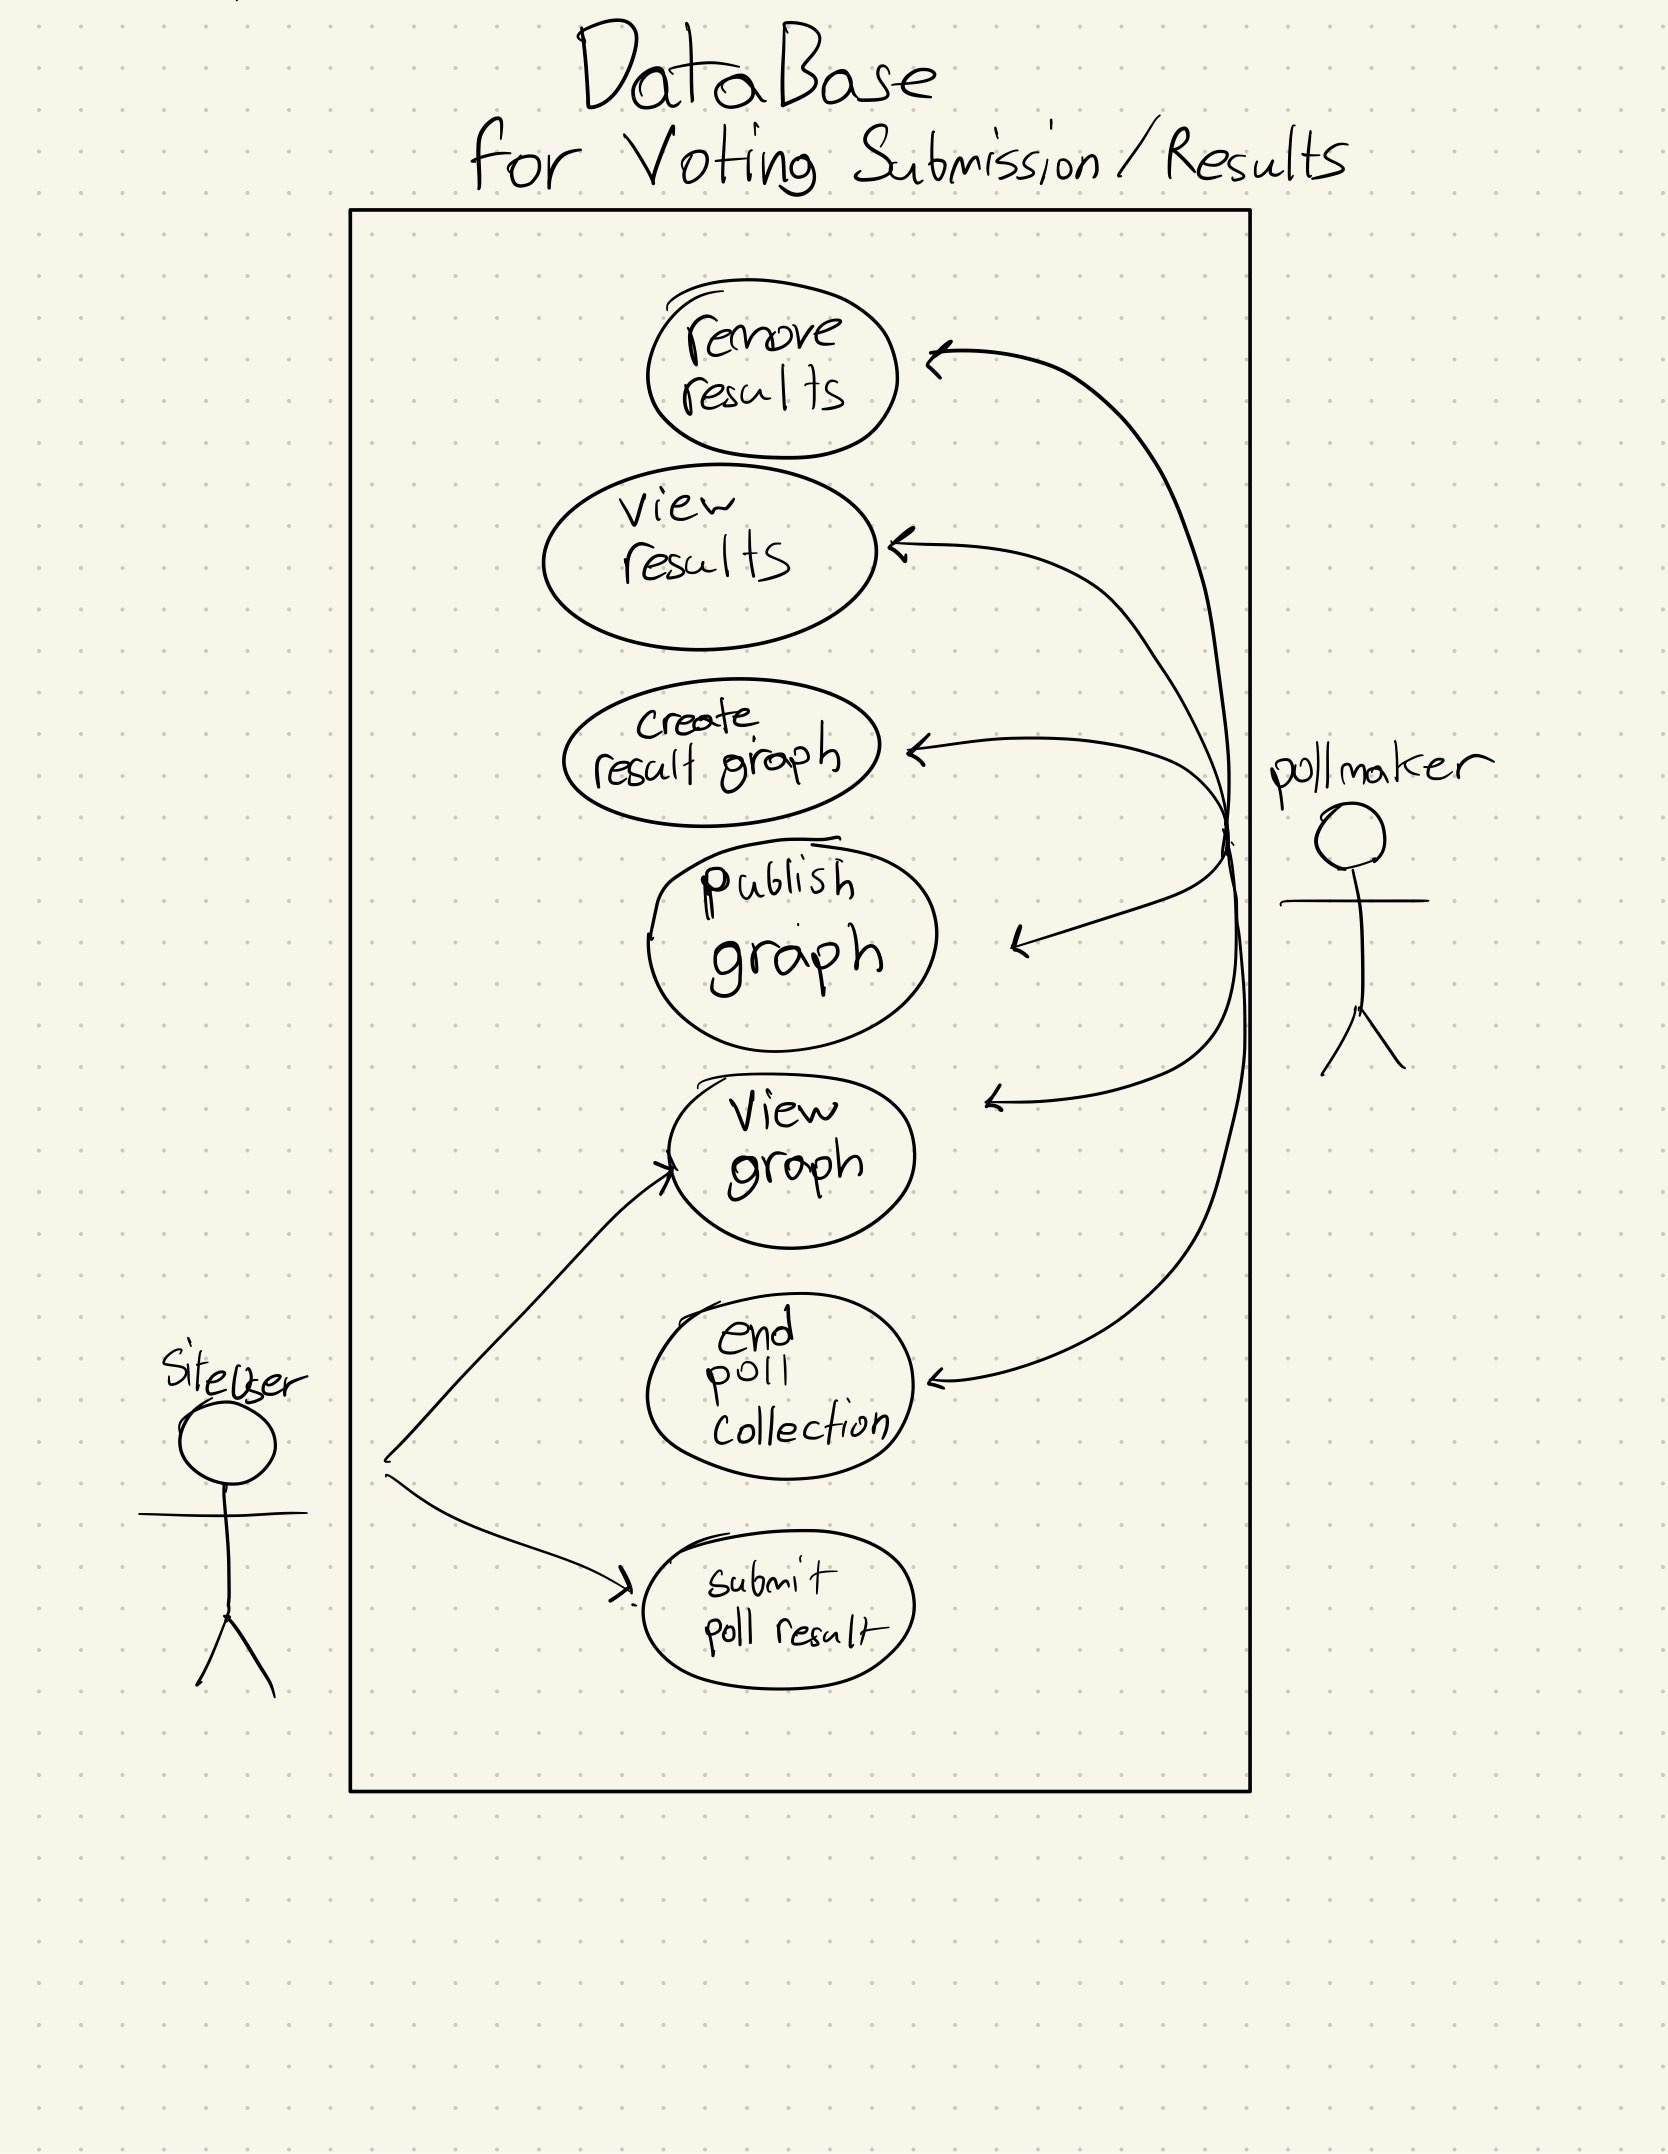 DataBase
for Voting Submission/Results
remove
results
view
results
create
result graph
pollmaker
publish
graph
View
graph
end
poll
collection
SiteUser
submit
poll result